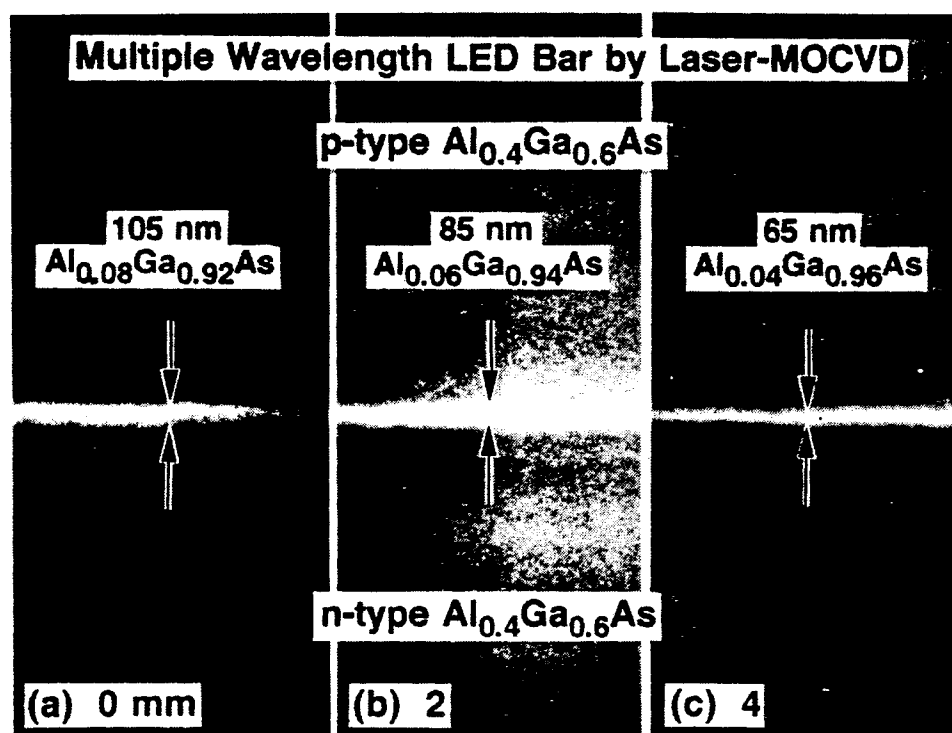 Multiple Wavelength LED Bar by Laser-MOCVD
p-type Al0.4Ga0.6As
105 nm
Al0.08Ga0.92As
85 nm
Al0.06Ga0.94As
65 nm
Al0.04Ga0.96As
n-type Al0.4Ga0.6As
(a) 0 mm
(b) 2
(c) 4